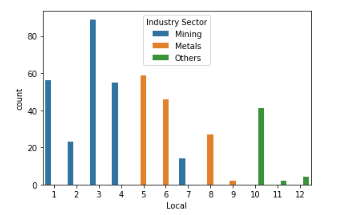 Industry Sector
Mining
Metals
Others
80
60
40
20
0
count
1 2 3 4 5 6 7 8 9 10 11 12
Local